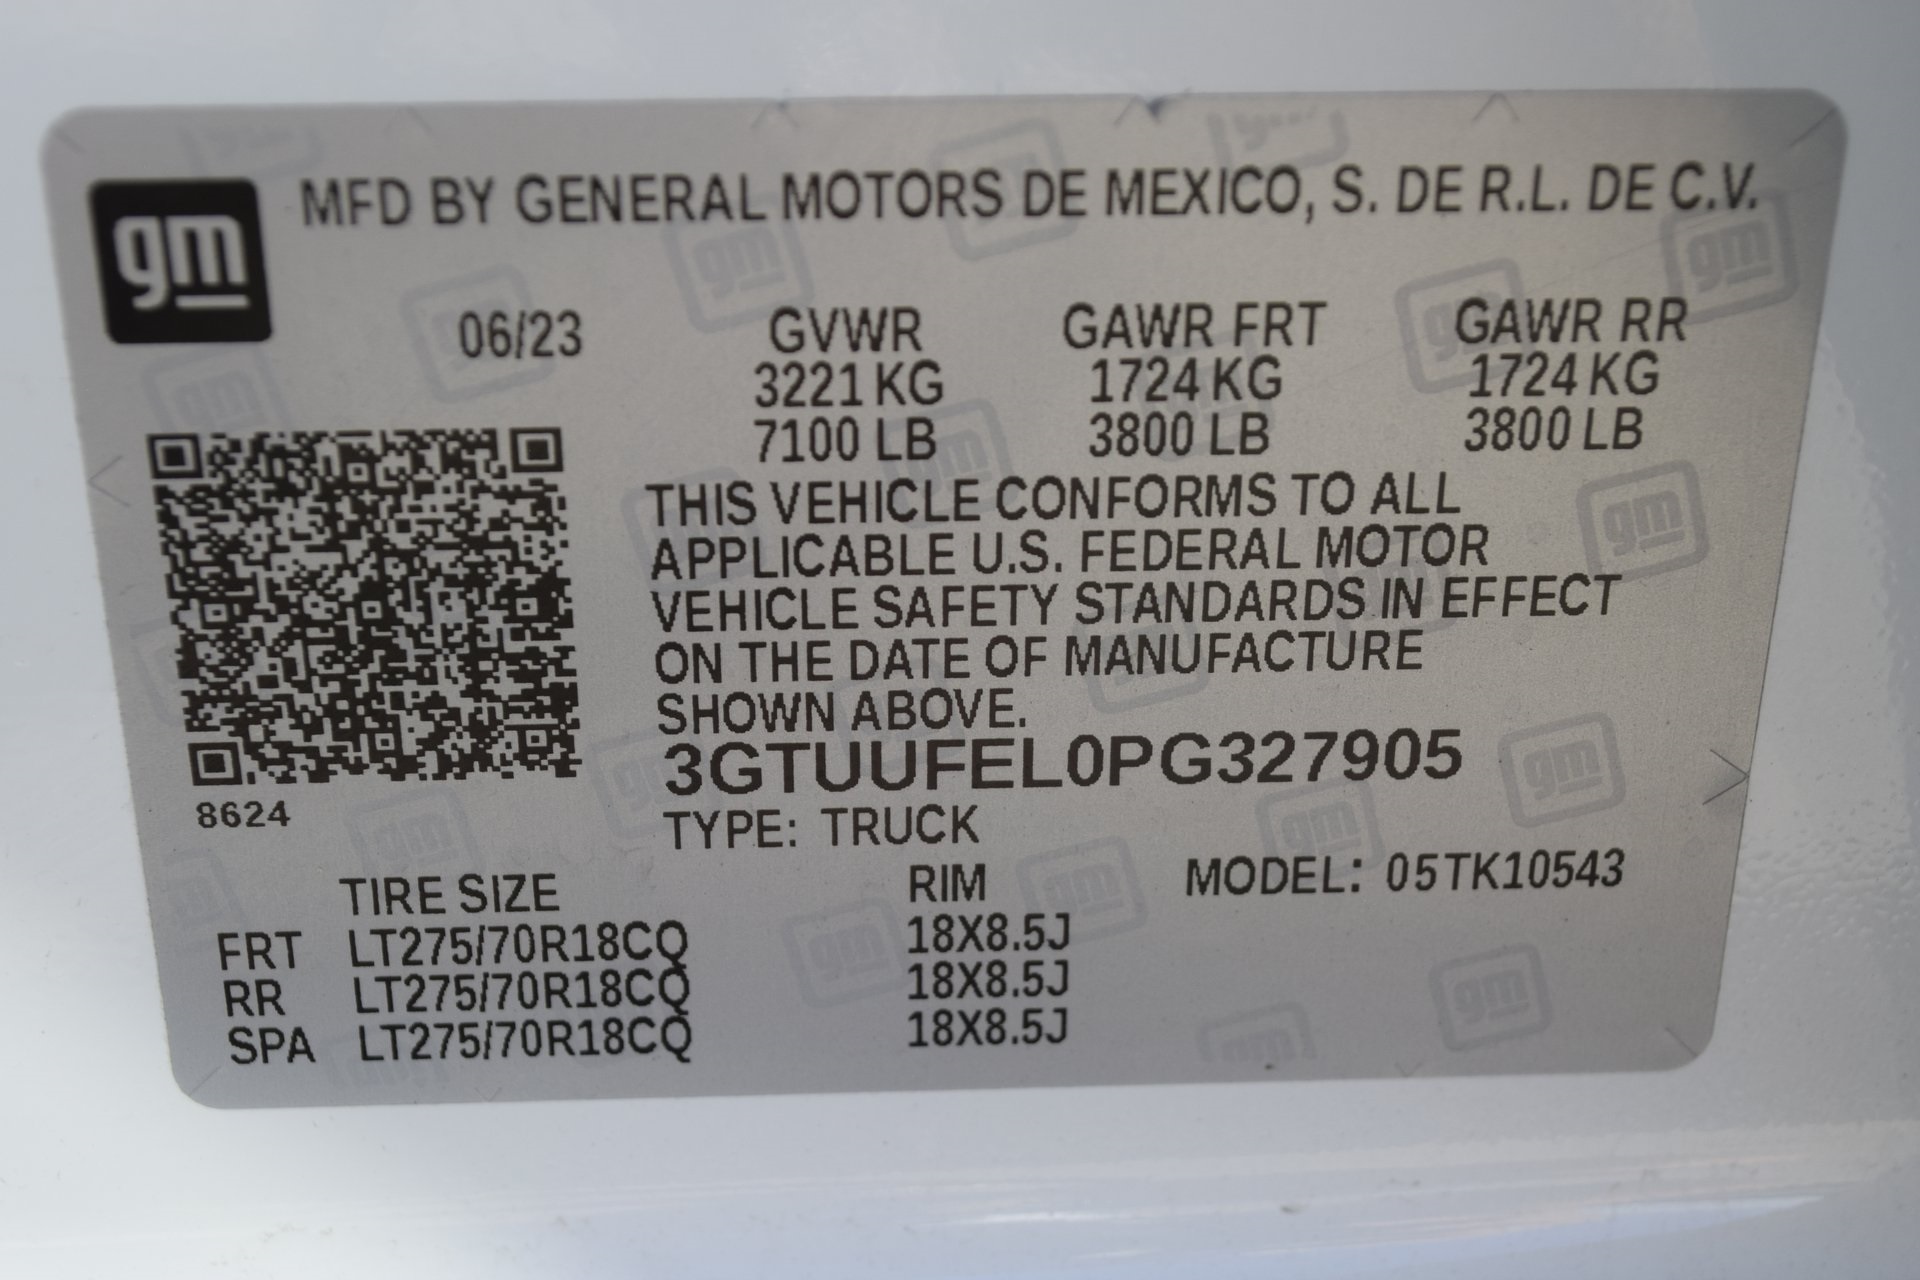 gm
MFD BY GENERAL MOTORS DE MEXICO, S. DE R.L. DE C.V.
06/23 GVWR GAWR FRT GAWR RR
3221 KG 1724 KG 1724 KG
7100 LB 3800 LB 3800 LB
THIS VEHICLE CONFORMS TO ALL
APPLICABLE U.S. FEDERAL MOTOR
VEHICLE SAFETY STANDARDS IN EFFECT
ON THE DATE OF MANUFACTURE
SHOWN ABOVE.
3GTUUFEL0PG327905
8624
TYPE: TRUCK
TIRE SIZE RIM MODEL: 05TK10543
FRT LT275/70R18CQ 18X8.5J
RR LT275/70R18CQ 18X8.5J
SPA LT275/70R18CQ 18X8.5J